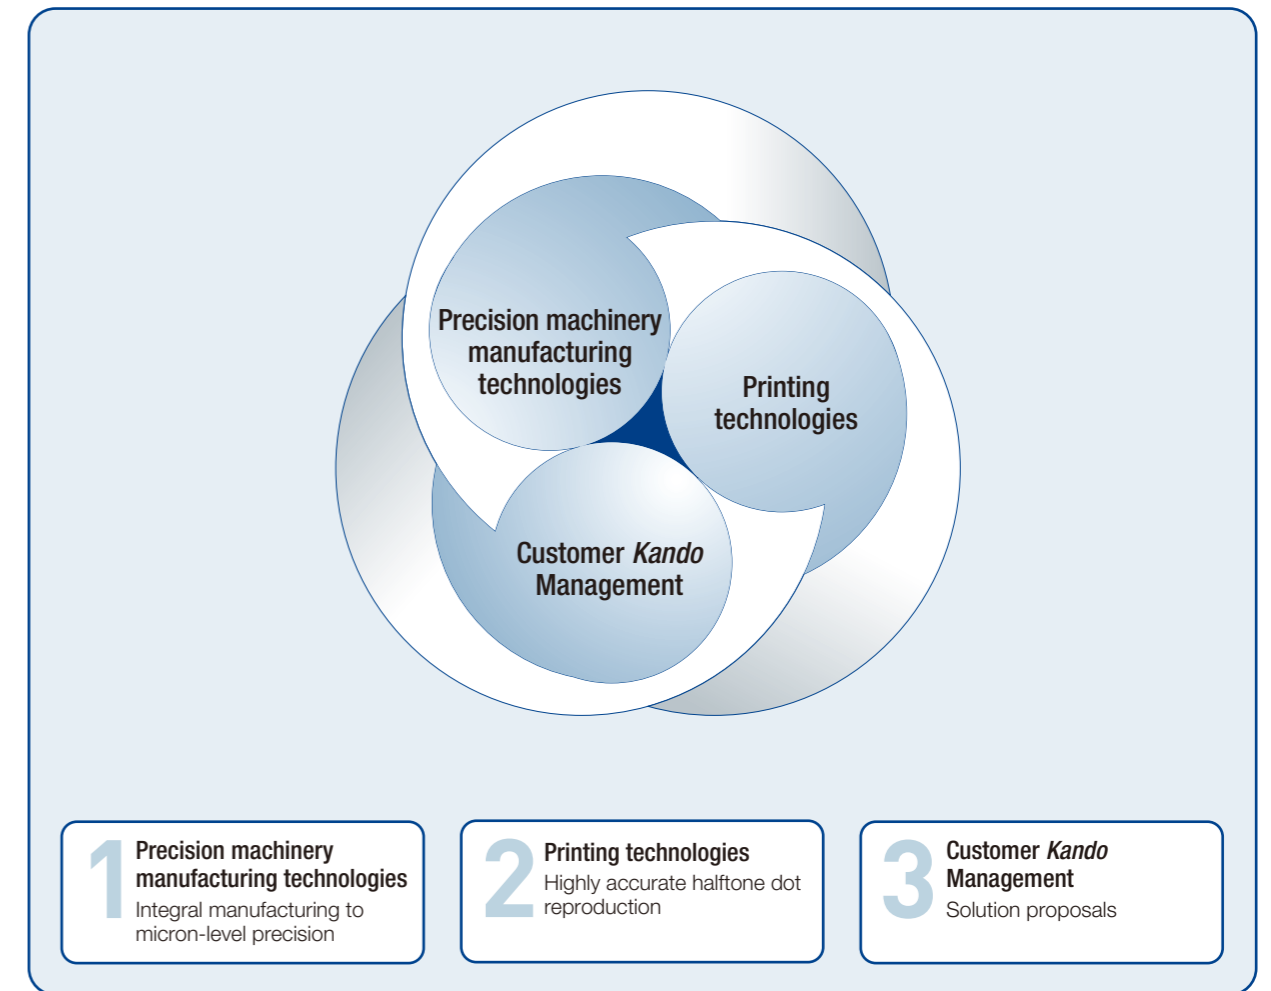 Precision machinery
manufacturing
technologies
Printing
technologies
Customer Kando
Management
1
Precision machinery
manufacturing technologies
Integral manufacturing to
micron-level precision
2
Printing technologies
Highly accurate halftone dot
reproduction
3
Customer Kando
Management
Solution proposals